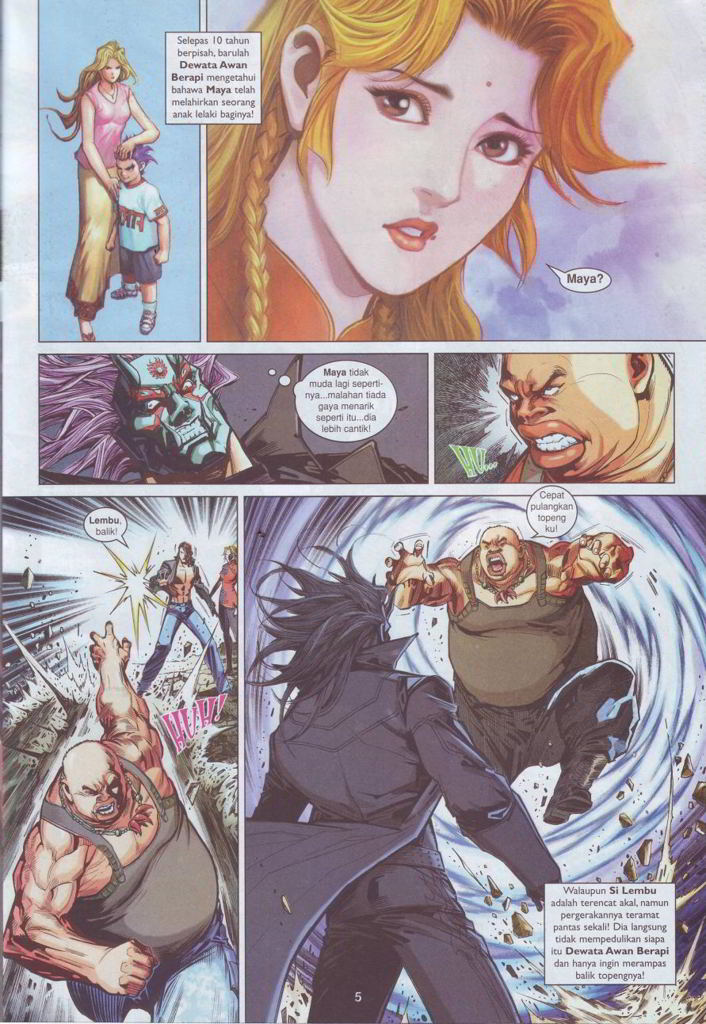 Selepas 10 tahun
berpisah, barulah
Dewata Awan
Berapi mengetahui
bahawa Maya telah
melahirkan seorang
anak lelaki baginya!
Maya?
Maya tidak
muda lagi seperti-
nya...malahan tiada
gaya menarik
seperti itu...dia
lebih cantik!
HU...
Lembu,
balik!
HUH!
Cepat
pulangkan
topeng
ku!
Walaupun Si Lembu
adalah terencat akal, namun
pergerakannya teramat
pantas sekali! Dia langsung
tidak mempedulikan siapa
itu Dewata Awan Berapi
dan hanya ingin merampas
balik topengnya!
5